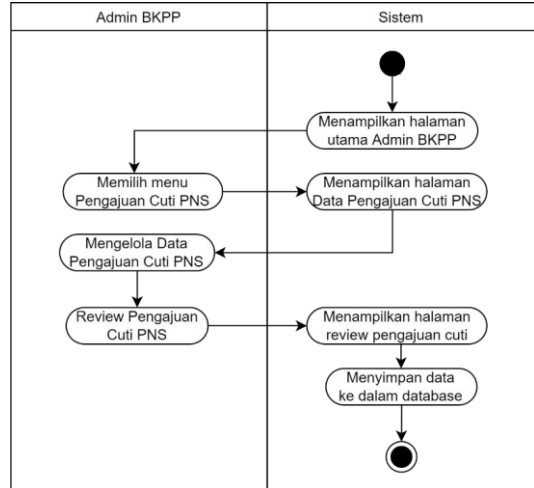 Admin BKPP
Sistem
Menampilkan halaman
utama Admin BKPP
Memilih menu
Pengajuan Cuti PNS
Menampilkan halaman
Data Pengajuan Cuti PNS
Mengelola Data
Pengajuan Cuti PNS
Review Pengajuan
Cuti PNS
Menampilkan halaman
review pengajuan cuti
Menyimpan data
ke dalam database